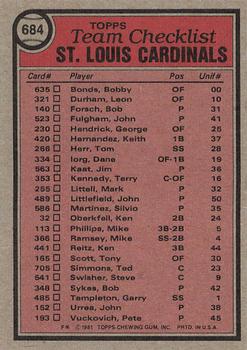 684
TOPPS
Team Checklist
ST. LOUIS CARDINALS
Card# Player Pos Unif#
635 Bonds, Bobby OF 00
321 Durham, Leon OF 10
140 Forsch, Bob P 31
523 Fulgham, John P 41
230 Hendrick, George OF 25
420 Hernandez, Keith 1B 37
266 Herr, Tom SS 28
334 Iorg, Dane OF-1B 19
563 Kaat, Jim P 36
353 Kennedy, Terry C-OF 16
255 Littell, Mark P 32
489 Littlefield, John P 50
586 Martinez, Silvio P 35
32 Oberkfell, Ken 2B 24
113 Phillips, Mike 3B-2B 5
366 Ramsey, Mike SS-2B 4
441 Reitz, Ken 3B 44
165 Scott, Tony OF 30
705 Simmons, Ted C 23
541 Swisher, Steve C 9
348 Sykes, Bob P 42
485 Templeton, Garry SS 1
152 Urrea, John P 38
193 Vuckovich, Pete P 45
F★ © 1981 TOPPS CHEWING GUM, INC. PRTD. IN U.S.A.